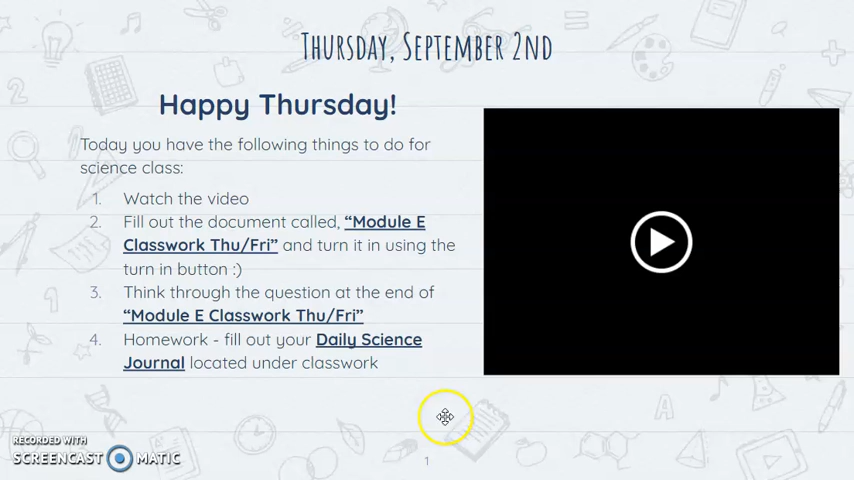 THURSDAY, SEPTEMBER 2ND
Happy Thursday!
Today you have the following things to do for
science class:
1. Watch the video
2. Fill out the document called, “Module E
Classwork Thu/Fri” and turn it in using the
turn in button :)
3. Think through the question at the end of
“Module E Classwork Thu/Fri”
4. Homework - fill out your Daily Science
Journal located under classwork
RECORDED WITH
SCREENCAST MATIC
1